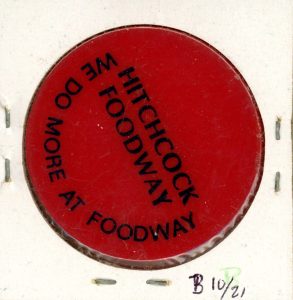 HITCHCOCK
FOODWAY
WE DO MORE AT FOODWAY
B 10/21